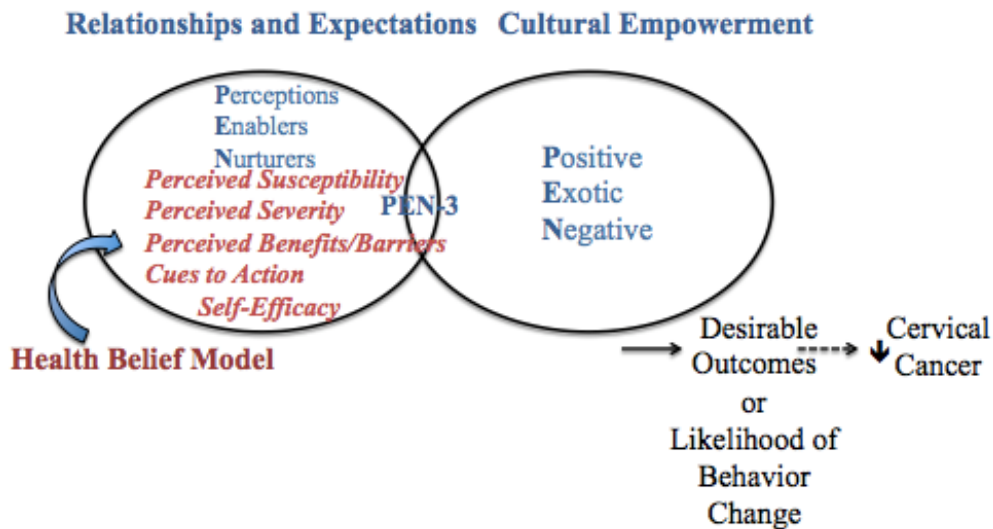 Relationships and Expectations
Cultural Empowerment
Perceptions
Enablers
Nurturers
Perceived Susceptibility
Perceived Severity
Perceived Benefits/Barriers
Cues to Action
Self-Efficacy
PEN-3
Positive
Exotic
Negative
Health Belief Model
Desirable
Outcomes
or
Likelihood of
Behavior
Change
Cervical
Cancer